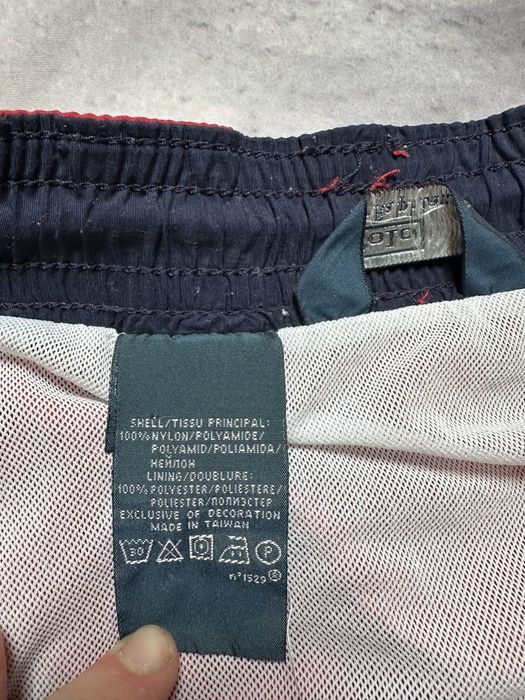 SHELL/TISSU PRINCIPAL:
100% NYLON/POLYAMIDE/
POLYAMID/POLIAMIDA/
НЕЙЛОН
LINING/DOUBLURE:
100% POLYESTER/POLIESTERE/
POLIESTER/ПОЛИЭСТЕР
EXCLUSIVE OF DECORATION
MADE IN TAIWAN
30 P
n°1529 ®